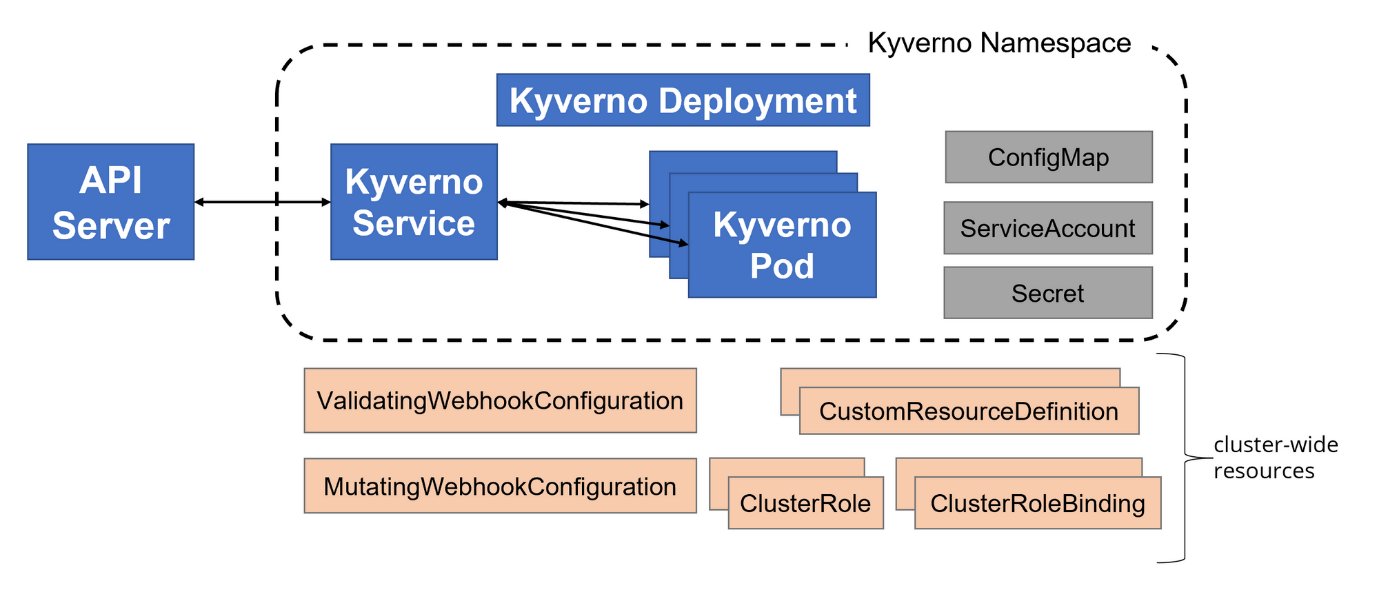 Kyverno Namespace
Kyverno Deployment
API
Server
Kyverno
Service
Kyverno
Pod
ConfigMap
ServiceAccount
Secret
ValidatingWebhookConfiguration
CustomResourceDefinition
MutatingWebhookConfiguration
ClusterRole
ClusterRoleBinding
cluster-wide
resources